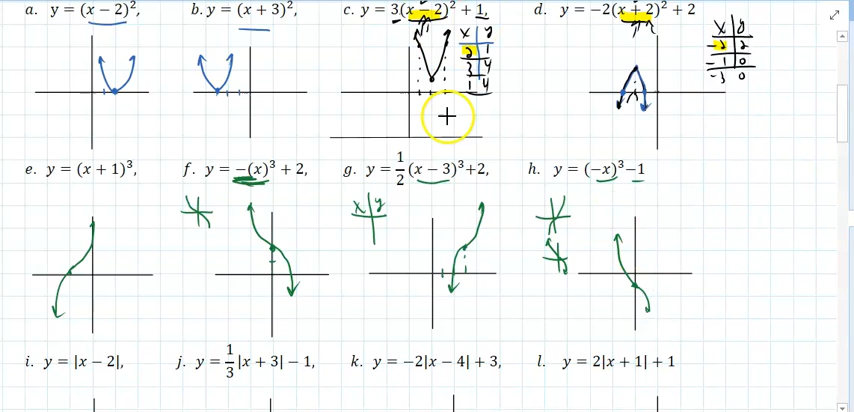 a. y = (x − 2)², b. y = (x + 3)², c. y = 3(x − 2)² + 1, d. y = −2(x + 2)² + 2
x y
2 1
3 4
1 4
x y
-2 2
-1 0
-3 0
e. y = (x + 1)³, f. y = −(x)³ + 2, g. y = 1/2 (x − 3)³ +2, h. y = (−x)³ − 1
x y
i. y = |x − 2|, j. y = 1/3 |x + 3| − 1, k. y = −2|x − 4| + 3, l. y = 2|x + 1| + 1